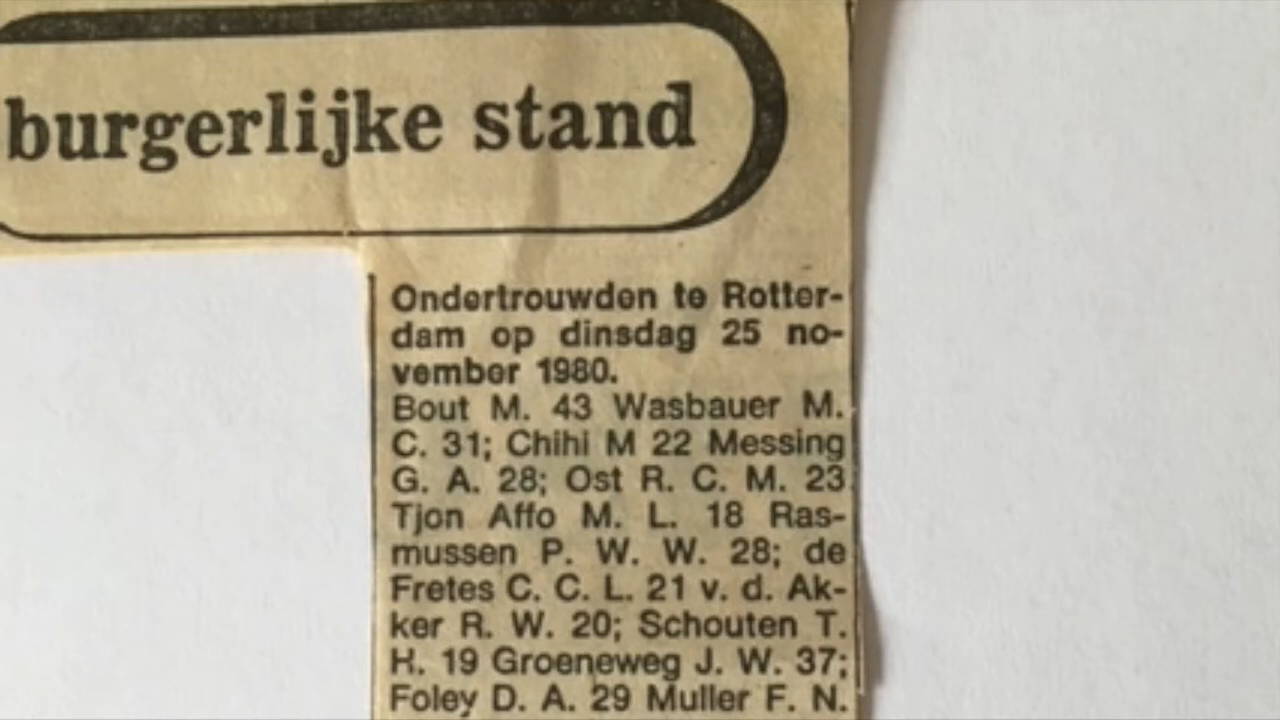 burgerlijke stand
Ondertrouwden te Rotter-
dam op dinsdag 25 no-
vember 1980.
Bout M. 43 Wasbauer M.
C. 31; Chihi M 22 Messing
G. A. 28; Ost R. C. M. 23
Tjon Affo M. L. 18 Ras-
mussen P. W. W. 28; de
Fretes C. C. L. 21 v. d. Ak-
ker R. W. 20; Schouten T.
H. 19 Groeneweg J. W. 37;
Foley D. A. 29 Muller F. N.